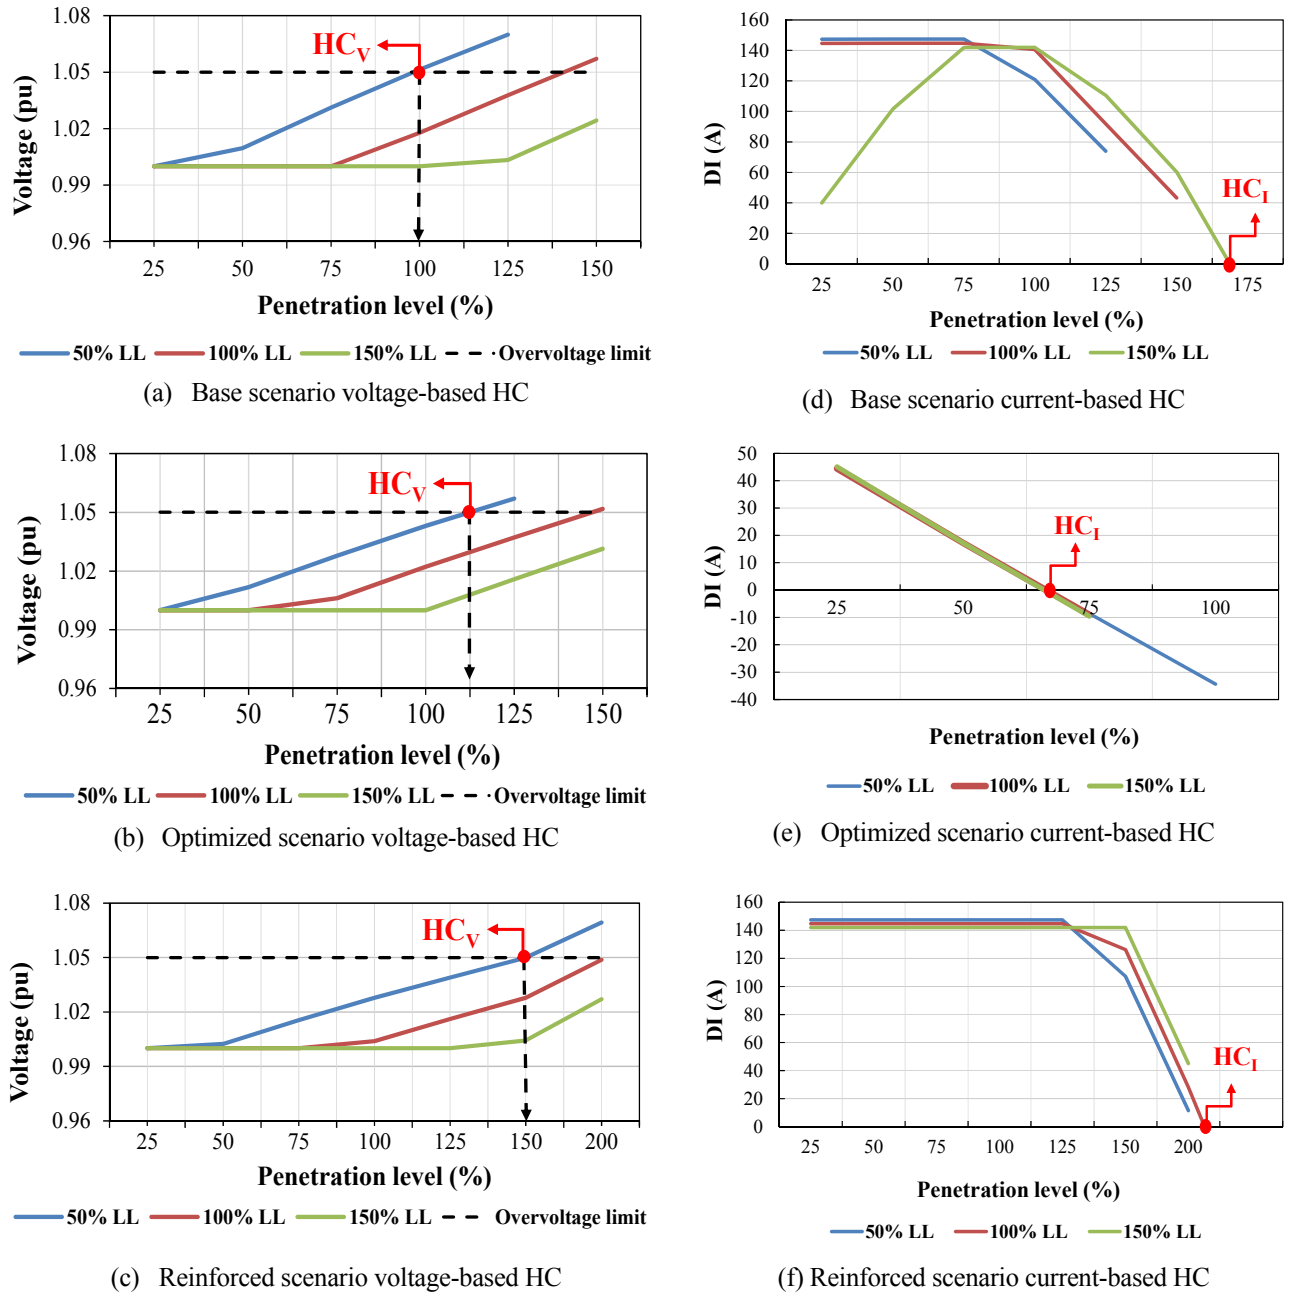 1.08
1.05
1.02
0.99
0.96
Voltage (pu)
HC_V
25 50 75 100 125 150
Penetration level (%)
50% LL 100% LL 150% LL Overvoltage limit
(a) Base scenario voltage-based HC
160
140
120
100
80
60
40
20
0
DI (A)
HC_I
25 50 75 100 125 150 175
Penetration level (%)
50% LL 100% LL 150% LL
(d) Base scenario current-based HC
1.08
1.05
1.02
0.99
0.96
Voltage (pu)
HC_V
25 50 75 100 125 150
Penetration level (%)
50% LL 100% LL 150% LL Overvoltage limit
(b) Optimized scenario voltage-based HC
50
40
30
20
10
0
-10
-20
-30
-40
DI (A)
HC_I
25 50 75 100
Penetration level (%)
50% LL 100% LL 150% LL
(e) Optimized scenario current-based HC
1.08
1.05
1.02
0.99
0.96
Voltage (pu)
HC_V
25 50 75 100 125 150 200
Penetration level (%)
50% LL 100% LL 150% LL Overvoltage limit
(c) Reinforced scenario voltage-based HC
160
140
120
100
80
60
40
20
0
DI (A)
HC_I
25 50 75 100 125 150 200
Penetration level (%)
50% LL 100% LL 150% LL
(f) Reinforced scenario current-based HC